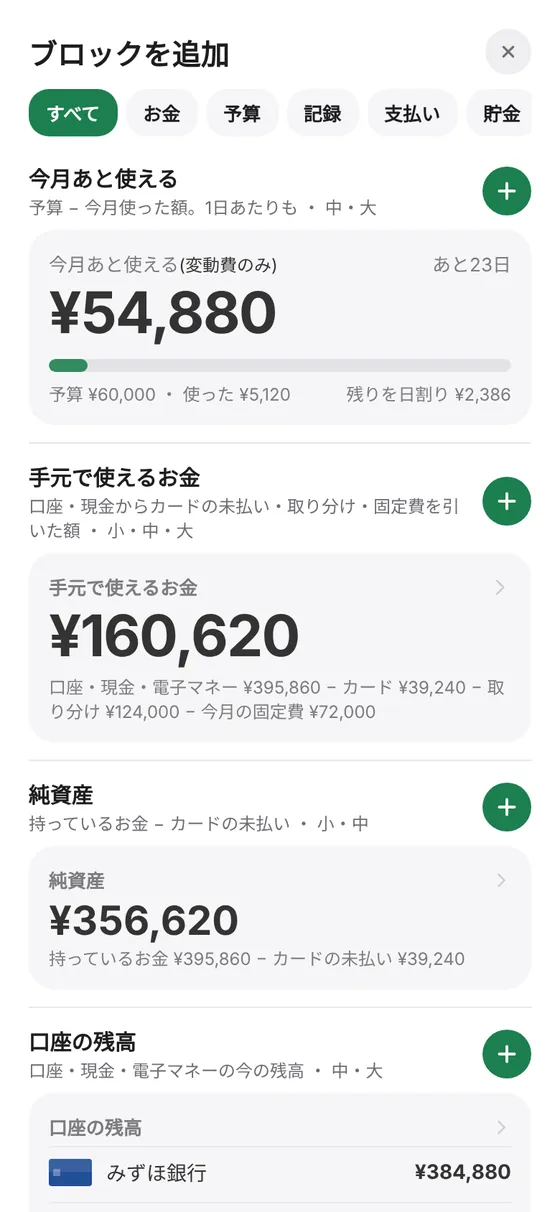 ブロックを追加
すべて お金 予算 記録 支払い 貯金
今月あと使える
予算 − 今月使った額。1日あたりも ・ 中・大
今月あと使える(変動費のみ) あと23日
¥54,880
予算 ¥60,000 ・ 使った ¥5,120 残りを日割り ¥2,386
手元で使えるお金
口座・現金からカードの未払い・取り分け・固定費を引
いた額 ・ 小・中・大
手元で使えるお金
¥160,620
口座・現金・電子マネー ¥395,860 − カード ¥39,240 − 取
り分け ¥124,000 − 今月の固定費 ¥72,000
純資産
持っているお金 − カードの未払い ・ 小・中
純資産
¥356,620
持っているお金 ¥395,860 − カードの未払い ¥39,240
口座の残高
口座・現金・電子マネーの今の残高 ・ 中・大
口座の残高
みずほ銀行 ¥384,880